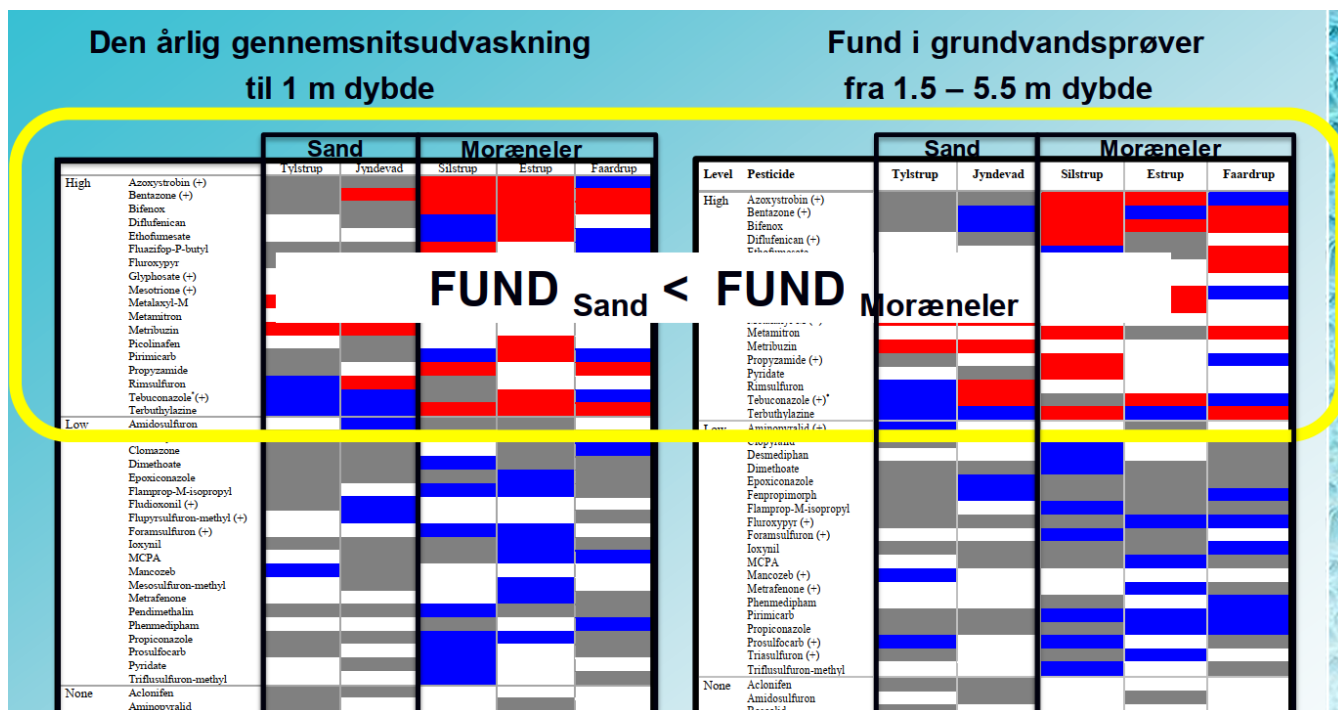 Den årlig gennemsnitsudvaskning
til 1 m dybde
Fund i grundvandsprøver
fra 1.5 – 5.5 m dybde
Sand Moræneler
Tylstrup Jyndevad Silstrup Estrup Faardrup
High Azoxystrobin (+)
Bentazone (+)
Bifenox
Diflufenican
Ethofumesate
Fluazifop-P-butyl
Fluroxypyr
Glyphosate (+)
Mesotrione (+)
Metalaxyl-M
Metamitron
Metribuzin
Picolinafen
Pirimicarb
Propyzamide
Rimsulfuron
Tebuconazole*(+)
Terbuthylazine
Low Amidosulfuron
Clomazone
Dimethoate
Epoxiconazole
Flamprop-M-isopropyl
Fludioxonil (+)
Flupyrsulfuron-methyl (+)
Foramsulfuron (+)
Ioxynil
MCPA
Mancozeb
Mesosulfuron-methyl
Metrafenone
Pendimethalin
Phenmedipham
Propiconazole
Prosulfocarb
Pyridate
Triflusulfuron-methyl
None Aclonifen
Aminopyralid
Sand Moræneler
Level Pesticide Tylstrup Jyndevad Silstrup Estrup Faardrup
High Azoxystrobin (+)
Bentazone (+)
Bifenox
Diflufenican (+)
Ethofumesate
Metamitron
Metribuzin
Propyzamide (+)
Pyridate
Rimsulfuron
Tebuconazole (+)*
Terbuthylazine
Low Aminopyralid (+)
Clopyralid
Desmediphan
Dimethoate
Epoxiconazole
Fenpropimorph
Flamprop-M-isopropyl
Fluroxypyr (+)
Foramsulfuron (+)
Ioxynil
MCPA
Mancozeb (+)
Metrafenone (+)
Phenmedipham
Pirimicarb
Propiconazole
Prosulfocarb (+)
Triasulfuron (+)
Triflusulfuron-methyl
None Aclonifen
Amidosulfuron
FUND Sand < FUND Moræneler